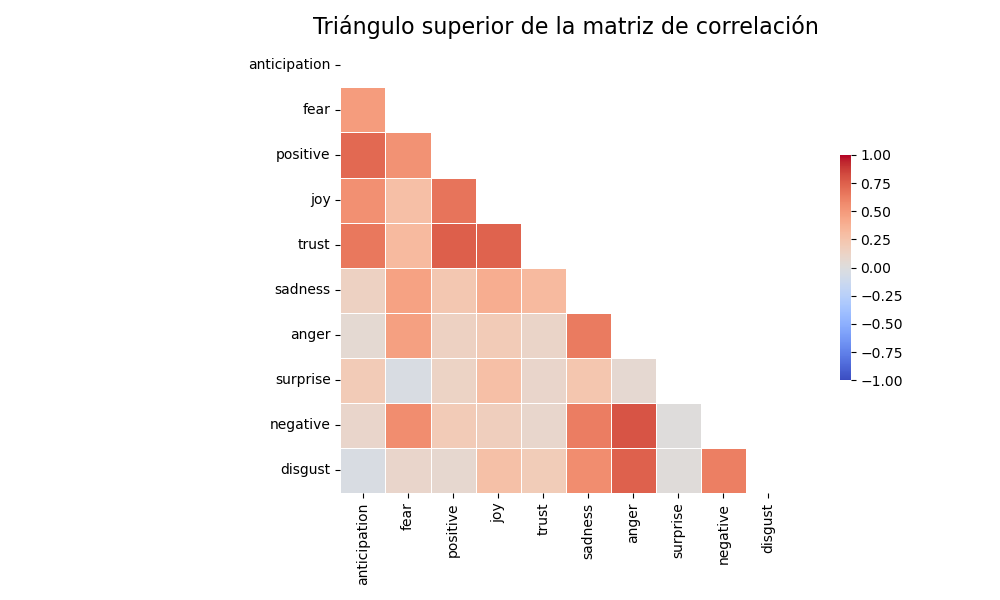 Triángulo superior de la matriz de correlación
anticipation
fear
positive
joy
trust
sadness
anger
surprise
negative
disgust
1.00
0.75
0.50
0.25
0.00
−0.25
−0.50
−0.75
−1.00
anticipation
fear
positive
joy
trust
sadness
anger
surprise
negative
disgust